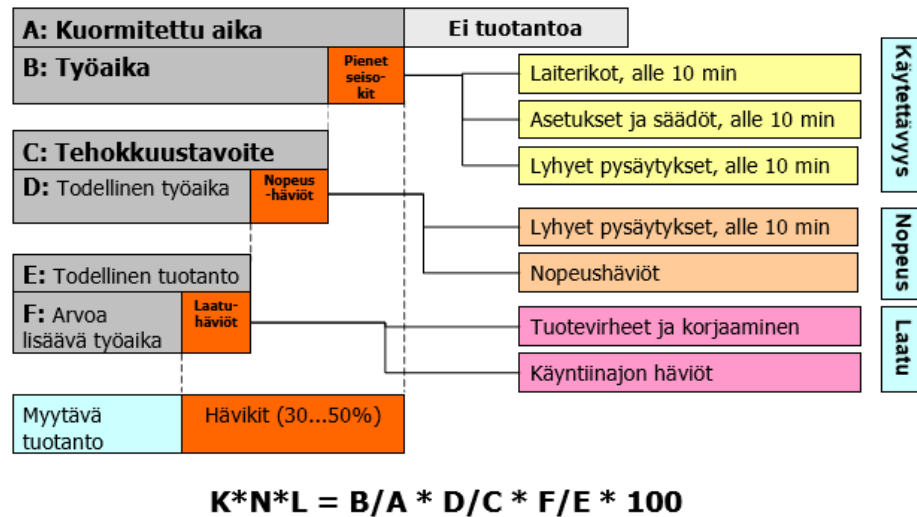 A: Kuormitettu aika
Ei tuotantoa
B: Työaika
Pienet
seiso-
kit
Laiterikot, alle 10 min
Asetukset ja säädöt, alle 10 min
Lyhyet pysäytykset, alle 10 min
Käytettävyys
C: Tehokkuustavoite
D: Todellinen työaika
Nopeus
-häviöt
Lyhyet pysäytykset, alle 10 min
Nopeushäviöt
Nopeus
E: Todellinen tuotanto
F: Arvoa
lisäävä työaika
Laatu-
häviöt
Tuotevirheet ja korjaaminen
Käyntiinajon häviöt
Laatu
Myytävä
tuotanto
Hävikit (30...50%)
K*N*L = B/A * D/C * F/E * 100